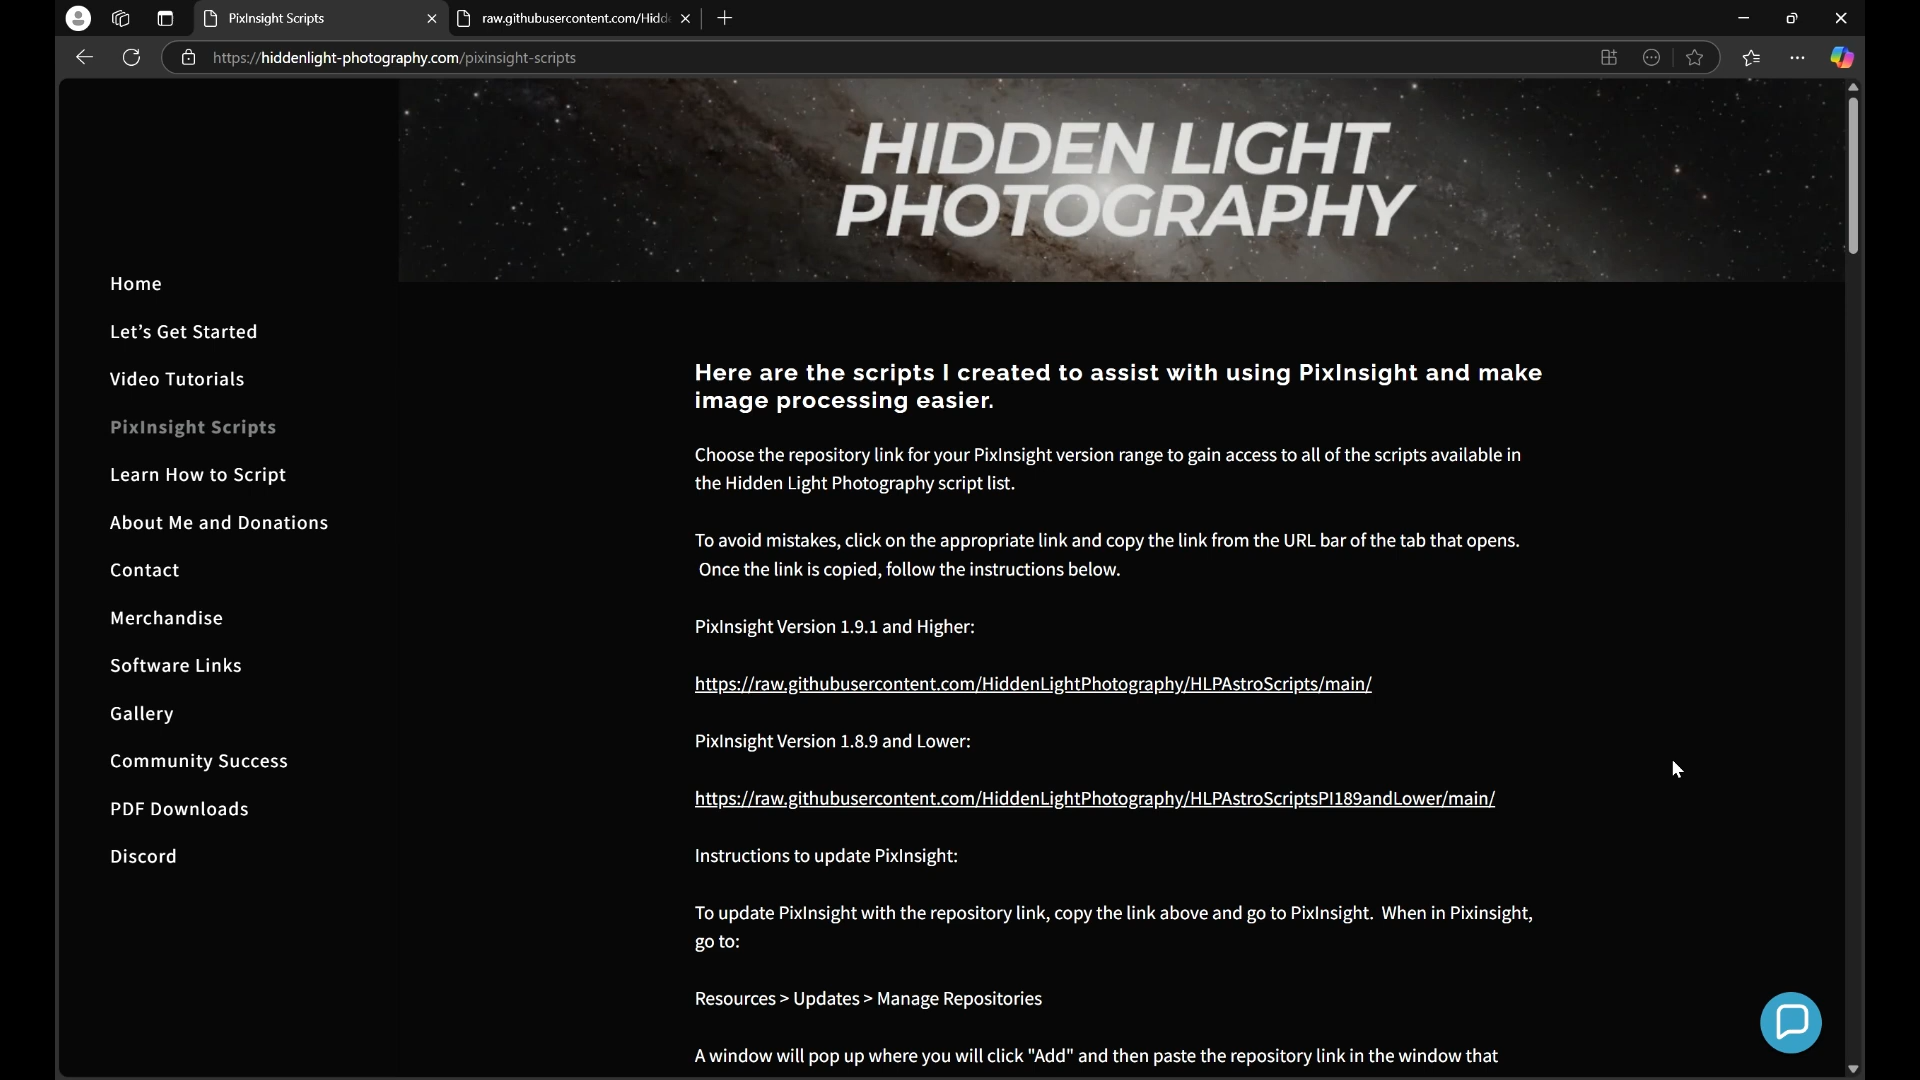 PixInsight Scripts
raw.githubusercontent.com/Hidd
https://hiddenlight-photography.com/pixinsight-scripts
HIDDEN LIGHT
PHOTOGRAPHY
Home
Let's Get Started
Video Tutorials
PixInsight Scripts
Learn How to Script
About Me and Donations
Contact
Merchandise
Software Links
Gallery
Community Success
PDF Downloads
Discord
Here are the scripts I created to assist with using PixInsight and make
image processing easier.
Choose the repository link for your PixInsight version range to gain access to all of the scripts available in
the Hidden Light Photography script list.
To avoid mistakes, click on the appropriate link and copy the link from the URL bar of the tab that opens.
Once the link is copied, follow the instructions below.
PixInsight Version 1.9.1 and Higher:
https://raw.githubusercontent.com/HiddenLightPhotography/HLPAstroScripts/main/
PixInsight Version 1.8.9 and Lower:
https://raw.githubusercontent.com/HiddenLightPhotography/HLPAstroScriptsPI189andLower/main/
Instructions to update PixInsight:
To update PixInsight with the repository link, copy the link above and go to PixInsight. When in Pixinsight,
go to:
Resources > Updates > Manage Repositories
A window will pop up where you will click "Add" and then paste the repository link in the window that